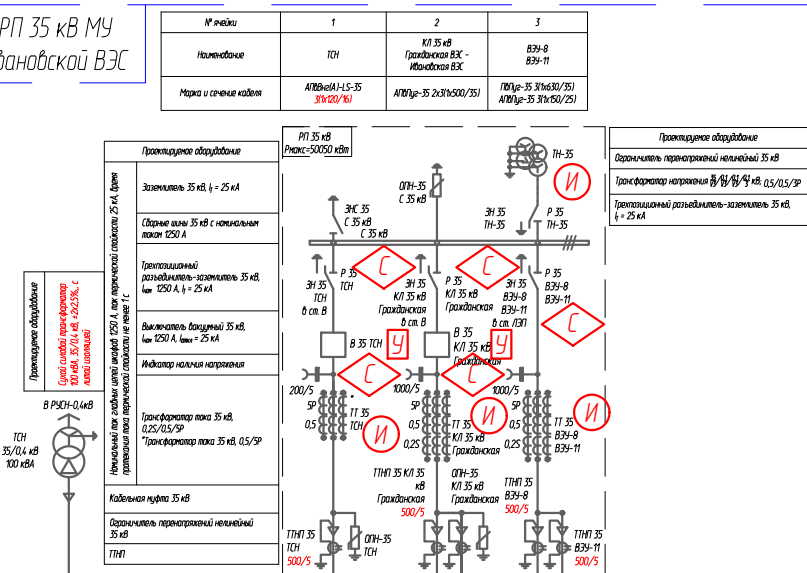 РП 35 кВ МУ
вановской ВЭС
№ ячейки
1
2
3
Наименование
ТСН
КЛ 35 кВ
Гражданская ВЭС -
Ивановская ВЭС
ВЭУ-8
ВЭУ-11
Марка и сечение кабеля
АПвВнг(А)-LS-35
3(1х120/16)
АПвПуг-35 2х3(1х500/35)
ПвПуг-35 3(1х630/35)
АПвПуг-35 3(1х150/25)
Проектируемое оборудование
Номинальный ток главных цепей шкафов 1250 А, ток термической стойкости 25 кА, время
протекания тока термической стойкости не менее 1 с
Заземлитель 35 кВ, Iт = 25 кА
Сборные шины 35 кВ с номинальным
током 1250 А
Трехпозиционный
разъединитель-заземлитель 35 кВ,
Iном 1250 А, Iт = 25 кА
Выключатель вакуумный 35 кВ,
Iном 1250 А, Iоткл = 25 кА
Индикатор наличия напряжения
Трансформатор тока 35 кВ,
0,2S/0,5/5Р
*Трансформатор тока 35 кВ, 0,5/5Р
Кабельная муфта 35 кВ
Ограничитель перенапряжений нелинейный
35 кВ
ТТНП
Проектируемое оборудование
Сухой силовой трансформатор
100 кВА, 35/0,4 кВ, ±2х2,5%, с
литой изоляцией
В РУСН-0,4кВ
ТСН
35/0,4 кВ
100 кВА
РП 35 кВ
Рмакс=50050 кВт
Проектируемое оборудование
Ограничитель перенапряжений нелинейный 35 кВ
Трансформатор напряжения кВ, 0,5/0,5/3Р
Трехпозиционный разъединитель-заземлитель 35 кВ,
Iт = 25 кА
ТН-35
И
ОПН-35
С 35 кВ
ЗНС 35
С 35 кВ
С 35 кВ
ЗН 35
ТН-35
Р 35
ТН-35
С
С
С
ЗН 35
ТСН
в ст. В
Р 35
ТСН
ЗН 35
КЛ 35 кВ
Гражданская
в ст. В
Р 35
КЛ 35 кВ
Гражданская
ЗН 35
ВЭУ-8
ВЭУ-11
в ст. ЛЭП
Р 35
ВЭУ-8
ВЭУ-11
В 35 ТСН
У
В 35
КЛ 35 кВ
Гражданская
У
С
С
200/5
1000/5
1000/5
5Р
0,5
*
ТТ 35
ТСН
И
5Р
0,5
0,2S
ТТ 35
КЛ 35 кВ
Гражданская
И
5Р
0,5
0,2S
ТТ 35
ВЭУ-8
ВЭУ-11
И
ТТНП 35 КЛ 35
кВ
Гражданская
500/5
ОПН-35
КЛ 35 кВ
Гражданская
ТТНП 35
ВЭУ-8
500/5
ТТНП 35
ТСН
500/5
ОПН-35
ТСН
ТТНП 35
ВЭУ-11
500/5